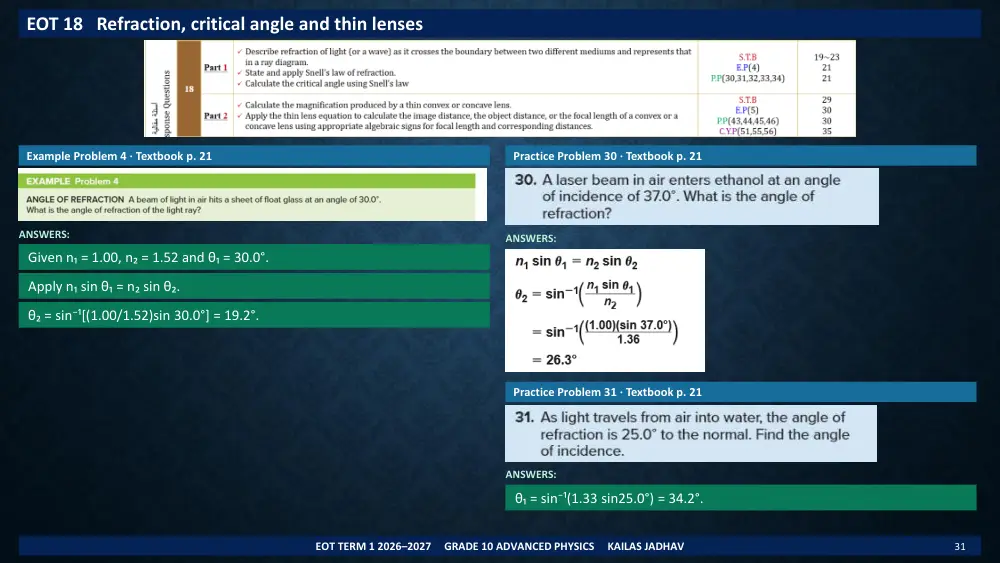 EOT 18 Refraction, critical angle and thin lenses
sponse Questions
18
Part 1
✓ Describe refraction of light (or a wave) as it crosses the boundary between two different mediums and represents that
in a ray diagram.
✓ State and apply Snell's law of refraction.
✓ Calculate the critical angle using Snell's law
S.T.B
E.P(4)
P.P(30,31,32,33,34)
19~23
21
21
Part 2
✓ Calculate the magnification produced by a thin convex or concave lens.
✓ Apply the thin lens equation to calculate the image distance, the object distance, or the focal length of a convex or a
concave lens using appropriate algebraic signs for focal length and corresponding distances.
S.T.B
E.P(5)
P.P(43,44,45,46)
C.Y.P(51,55,56)
29
30
30
35
Example Problem 4 · Textbook p. 21
EXAMPLE Problem 4
ANGLE OF REFRACTION A beam of light in air hits a sheet of float glass at an angle of 30.0°.
What is the angle of refraction of the light ray?
ANSWERS:
Given n₁ = 1.00, n₂ = 1.52 and θ₁ = 30.0°.
Apply n₁ sin θ₁ = n₂ sin θ₂.
θ₂ = sin⁻¹[(1.00/1.52)sin 30.0°] = 19.2°.
Practice Problem 30 · Textbook p. 21
30. A laser beam in air enters ethanol at an angle
of incidence of 37.0°. What is the angle of
refraction?
ANSWERS:
n₁ sin θ₁ = n₂ sin θ₂
θ₂ = sin⁻¹(n₁ sin θ₁ / n₂)
= sin⁻¹((1.00)(sin 37.0°) / 1.36)
= 26.3°
Practice Problem 31 · Textbook p. 21
31. As light travels from air into water, the angle of
refraction is 25.0° to the normal. Find the angle
of incidence.
ANSWERS:
θ₁ = sin⁻¹(1.33 sin25.0°) = 34.2°.
EOT TERM 1 2026–2027 GRADE 10 ADVANCED PHYSICS KAILAS JADHAV
31